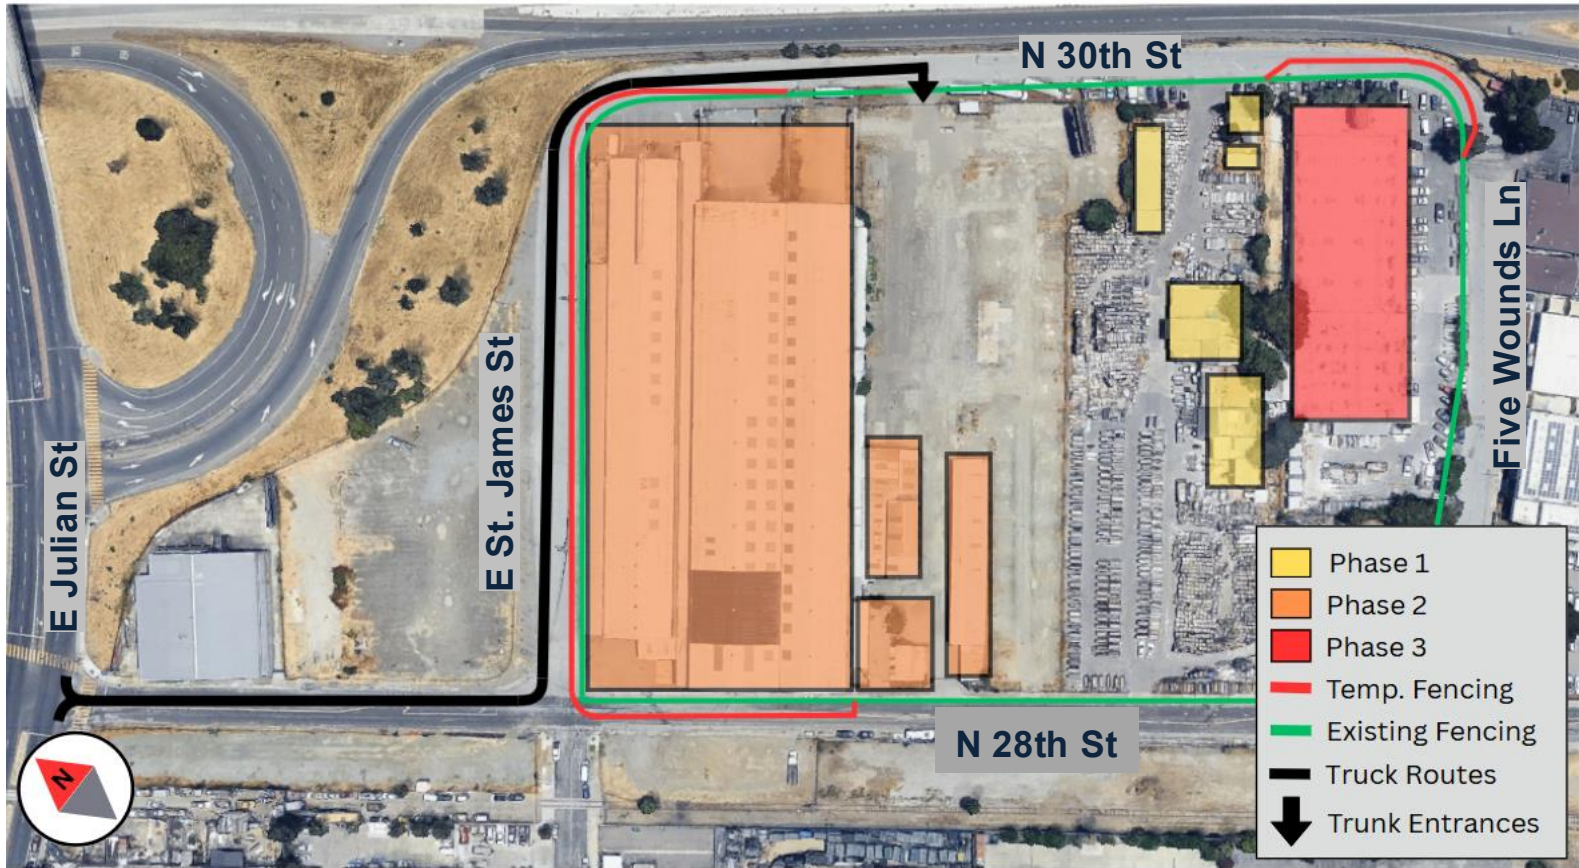 N 30th St
E St. James St
E Julian St
Five Wounds Ln
N 28th St
Phase 1
Phase 2
Phase 3
Temp. Fencing
Existing Fencing
Truck Routes
Trunk Entrances
N